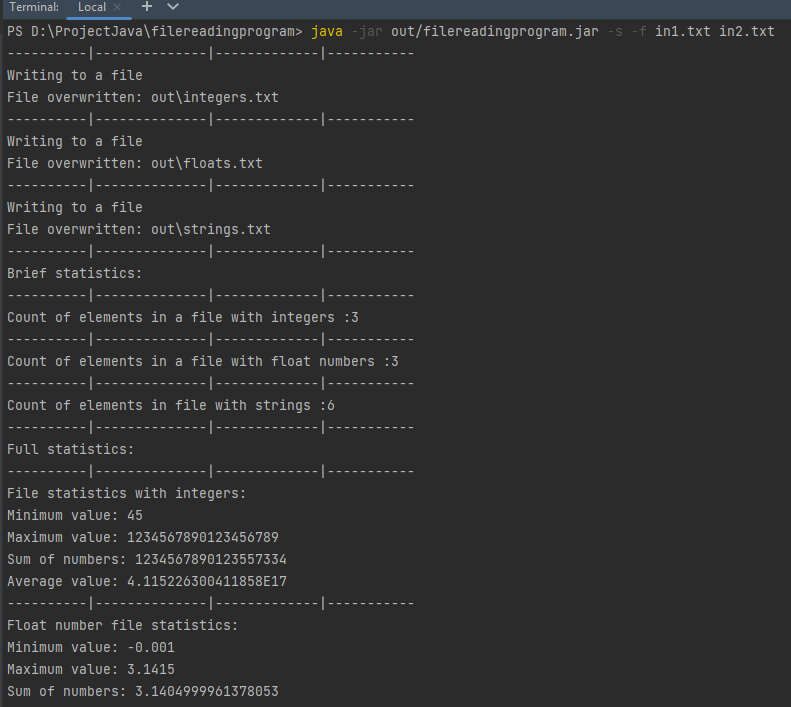 Terminal: Local × + ∨
PS D:\ProjectJava\filereadingprogram> java -jar out/filereadingprogram.jar -s -f in1.txt in2.txt
----------|--------------|-------------|-----------
Writing to a file
File overwritten: out\integers.txt
----------|--------------|-------------|-----------
Writing to a file
File overwritten: out\floats.txt
----------|--------------|-------------|-----------
Writing to a file
File overwritten: out\strings.txt
----------|--------------|-------------|-----------
Brief statistics:
----------|--------------|-------------|-----------
Count of elements in a file with integers :3
----------|--------------|-------------|-----------
Count of elements in a file with float numbers :3
----------|--------------|-------------|-----------
Count of elements in file with strings :6
----------|--------------|-------------|-----------
Full statistics:
----------|--------------|-------------|-----------
File statistics with integers:
Minimum value: 45
Maximum value: 1234567890123456789
Sum of numbers: 1234567890123557334
Average value: 4.115226300411858E17
----------|--------------|-------------|-----------
Float number file statistics:
Minimum value: -0.001
Maximum value: 3.1415
Sum of numbers: 3.1404999961378053